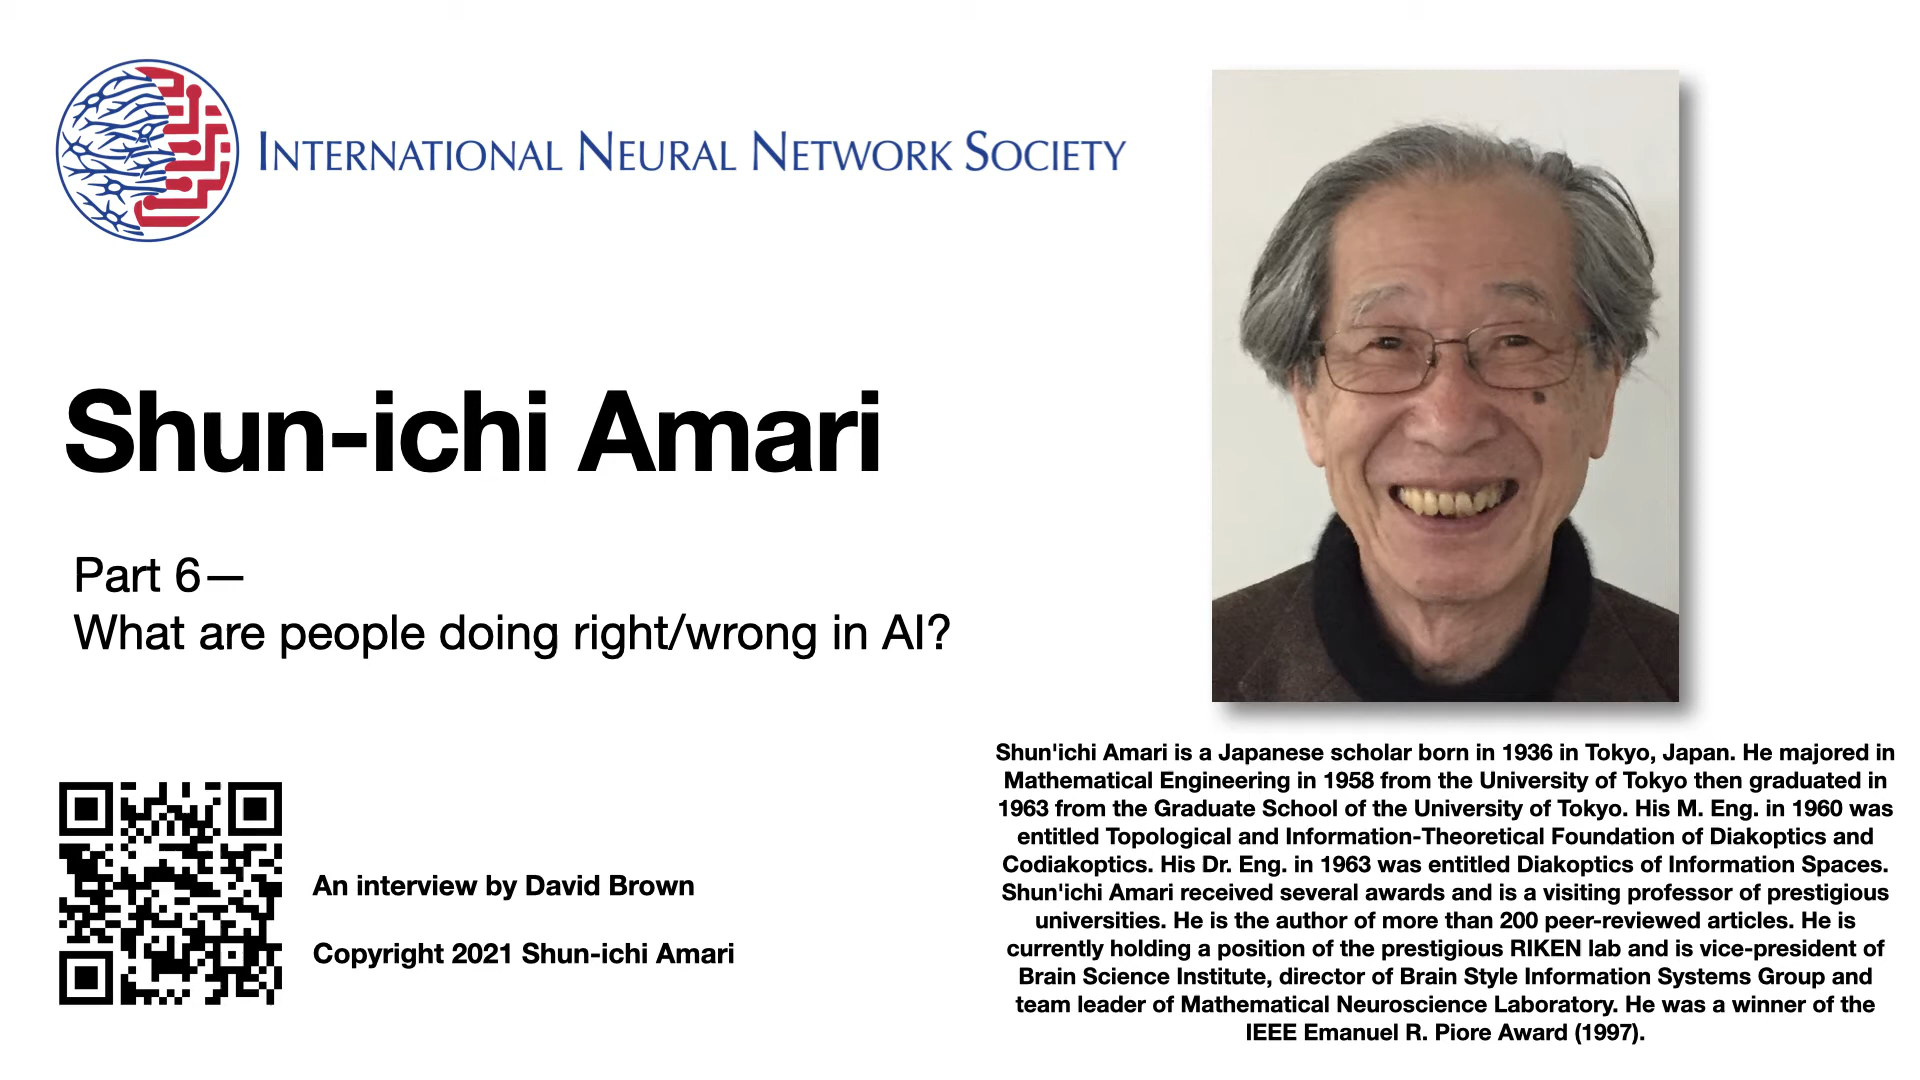 INTERNATIONAL NEURAL NETWORK SOCIETY
Shun-ichi Amari
Part 6—
What are people doing right/wrong in AI?
An interview by David Brown
Copyright 2021 Shun-ichi Amari
Shun'ichi Amari is a Japanese scholar born in 1936 in Tokyo, Japan. He majored in
Mathematical Engineering in 1958 from the University of Tokyo then graduated in
1963 from the Graduate School of the University of Tokyo. His M. Eng. in 1960 was
entitled Topological and Information-Theoretical Foundation of Diakoptics and
Codiakoptics. His Dr. Eng. in 1963 was entitled Diakoptics of Information Spaces.
Shun'ichi Amari received several awards and is a visiting professor of prestigious
universities. He is the author of more than 200 peer-reviewed articles. He is
currently holding a position of the prestigious RIKEN lab and is vice-president of
Brain Science Institute, director of Brain Style Information Systems Group and
team leader of Mathematical Neuroscience Laboratory. He was a winner of the
IEEE Emanuel R. Piore Award (1997).